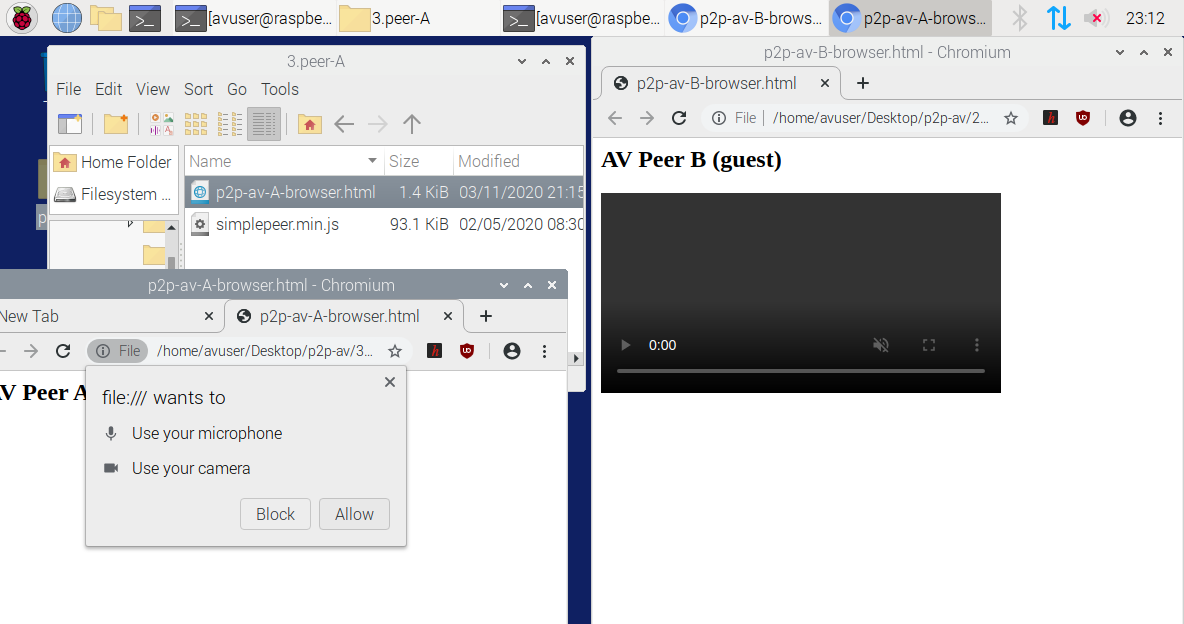 [avuser@raspbe... 3.peer-A [avuser@raspbe... p2p-av-B-brows... p2p-av-A-brows... 23:12
3.peer-A
File Edit View Sort Go Tools
Home Folder
Filesystem ...
p
Name Size Modified
p2p-av-A-browser.html 1.4 KiB 03/11/2020 21:15
simplepeer.min.js 93.1 KiB 02/05/2020 08:30
p2p-av-A-browser.html - Chromium
New Tab
p2p-av-A-browser.html
File /home/avuser/Desktop/p2p-av/3...
AV Peer A
file:/// wants to
Use your microphone
Use your camera
Block Allow
p2p-av-B-browser.html - Chromium
p2p-av-B-browser.html
File /home/avuser/Desktop/p2p-av/2...
AV Peer B (guest)
0:00